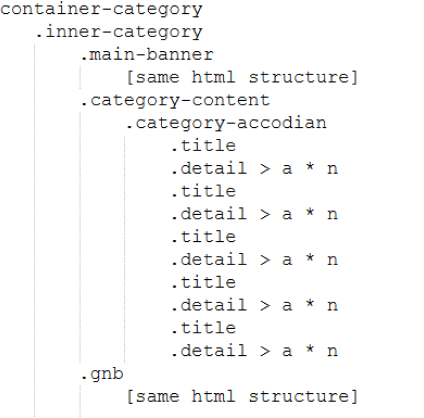 container-category
.inner-category
.main-banner
[same html structure]
.category-content
.category-accodian
.title
.detail > a * n
.title
.detail > a * n
.title
.detail > a * n
.title
.detail > a * n
.title
.detail > a * n
.gnb
[same html structure]